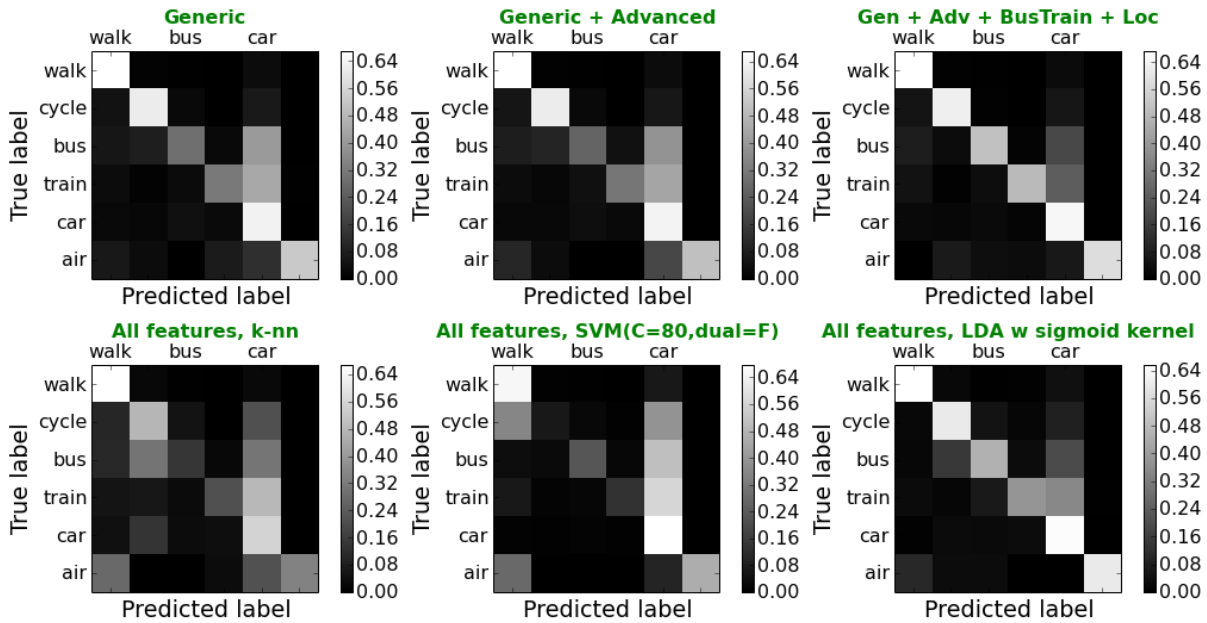 Generic
walk bus car
walk
cycle
bus
train
car
air
True label
Predicted label
0.64
0.56
0.48
0.40
0.32
0.24
0.16
0.08
0.00
Generic + Advanced
walk bus car
walk
cycle
bus
train
car
air
True label
Predicted label
0.64
0.56
0.48
0.40
0.32
0.24
0.16
0.08
0.00
Gen + Adv + BusTrain + Loc
walk bus car
walk
cycle
bus
train
car
air
True label
Predicted label
0.64
0.56
0.48
0.40
0.32
0.24
0.16
0.08
0.00
All features, k-nn
walk bus car
walk
cycle
bus
train
car
air
True label
Predicted label
0.64
0.56
0.48
0.40
0.32
0.24
0.16
0.08
0.00
All features, SVM(C=80,dual=F)
walk bus car
walk
cycle
bus
train
car
air
True label
Predicted label
0.64
0.56
0.48
0.40
0.32
0.24
0.16
0.08
0.00
All features, LDA w sigmoid kernel
walk bus car
walk
cycle
bus
train
car
air
True label
Predicted label
0.64
0.56
0.48
0.40
0.32
0.24
0.16
0.08
0.00